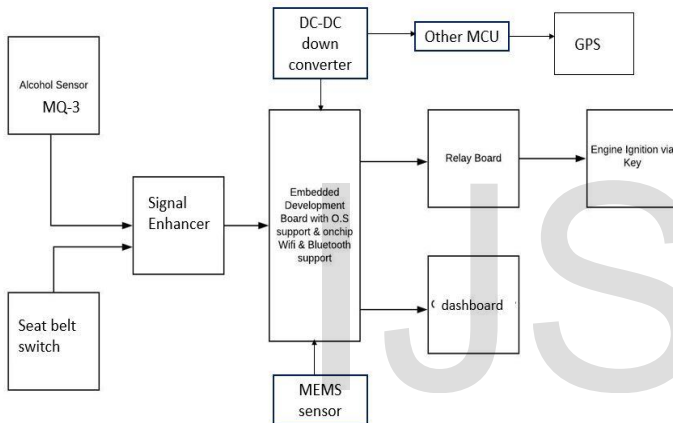 DC-DC
down
converter
Other MCU
GPS
Alcohol Sensor
MQ-3
Embedded
Development
Board with O.S
support & onchip
Wifi & Bluetooth
support
Relay Board
Engine Ignition via
Key
Signal
Enhancer
Seat belt
switch
dashboard
MEMS
sensor
IJS